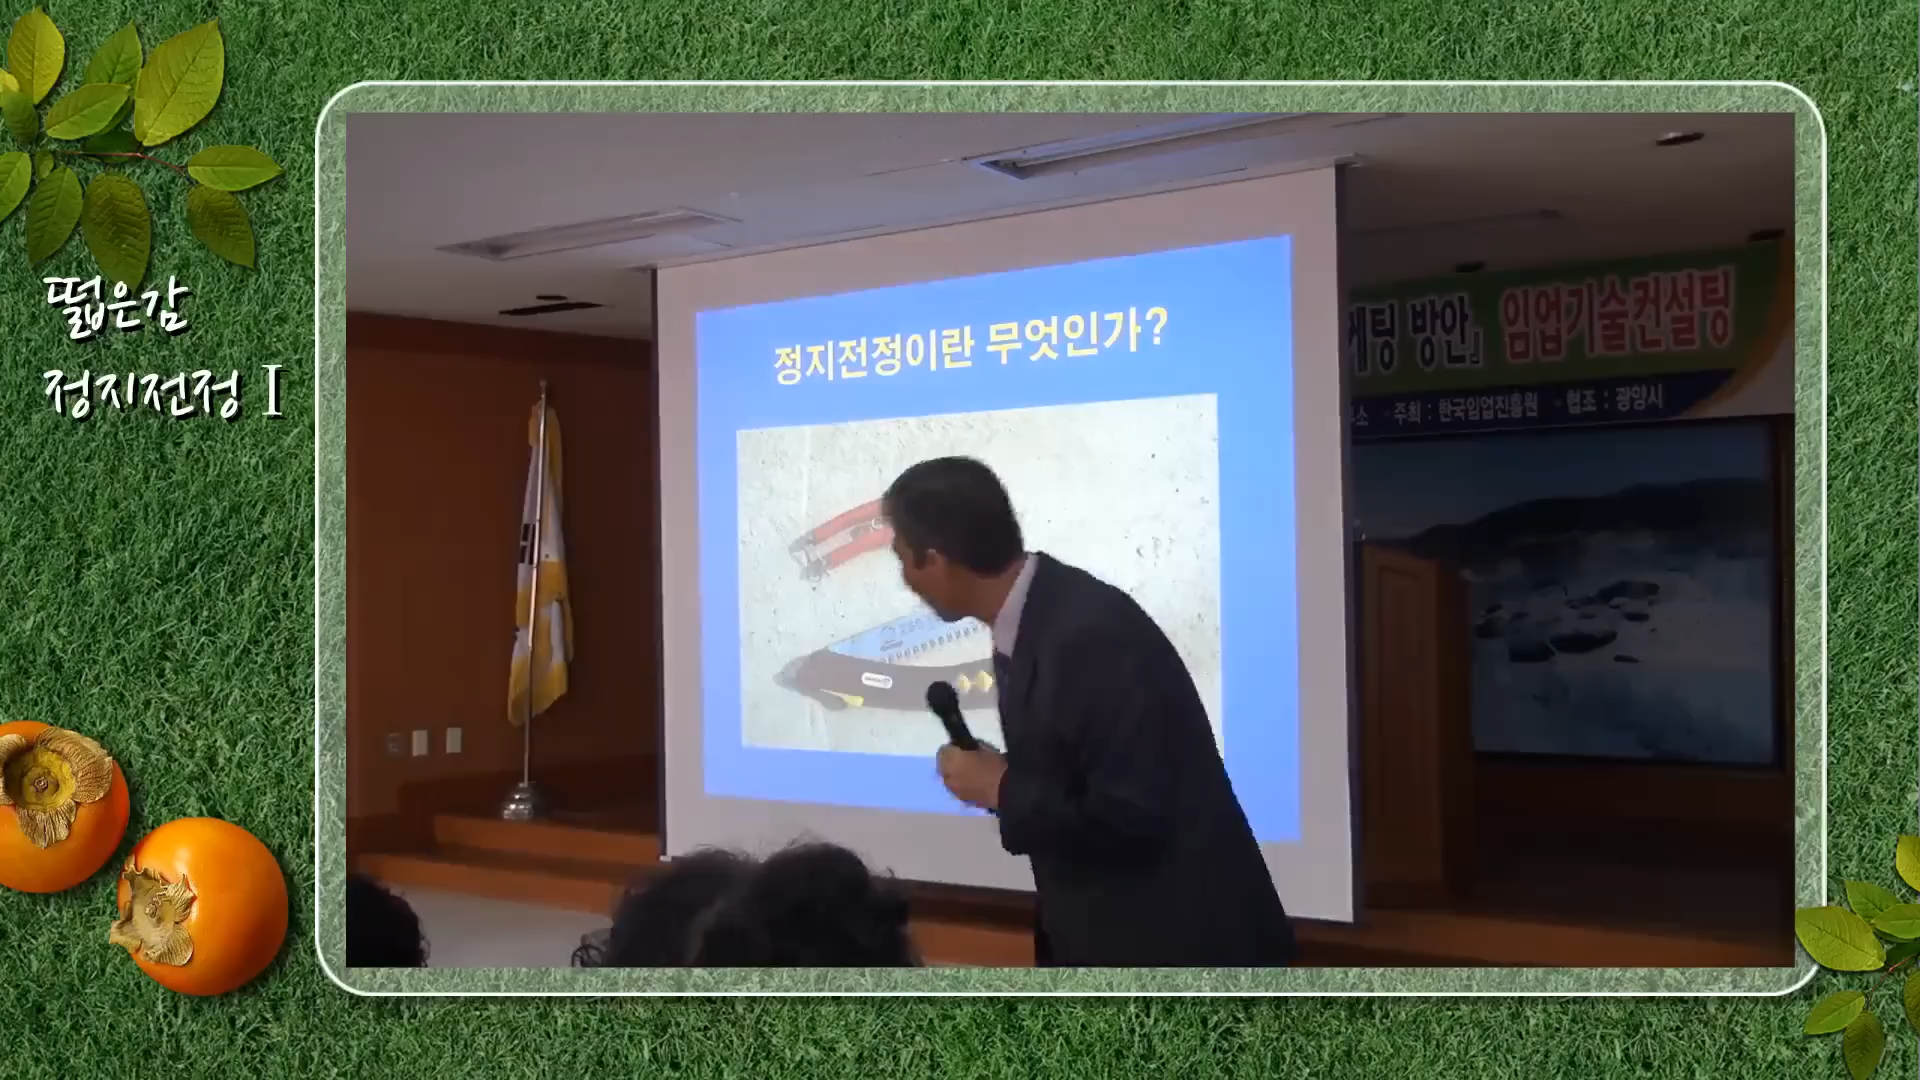 떫은감
정지전정 I
정지전정이란 무엇인가?
케팅 방안』 임업기술컨설팅
주최 : 한국임업진흥원 협조 : 광양시